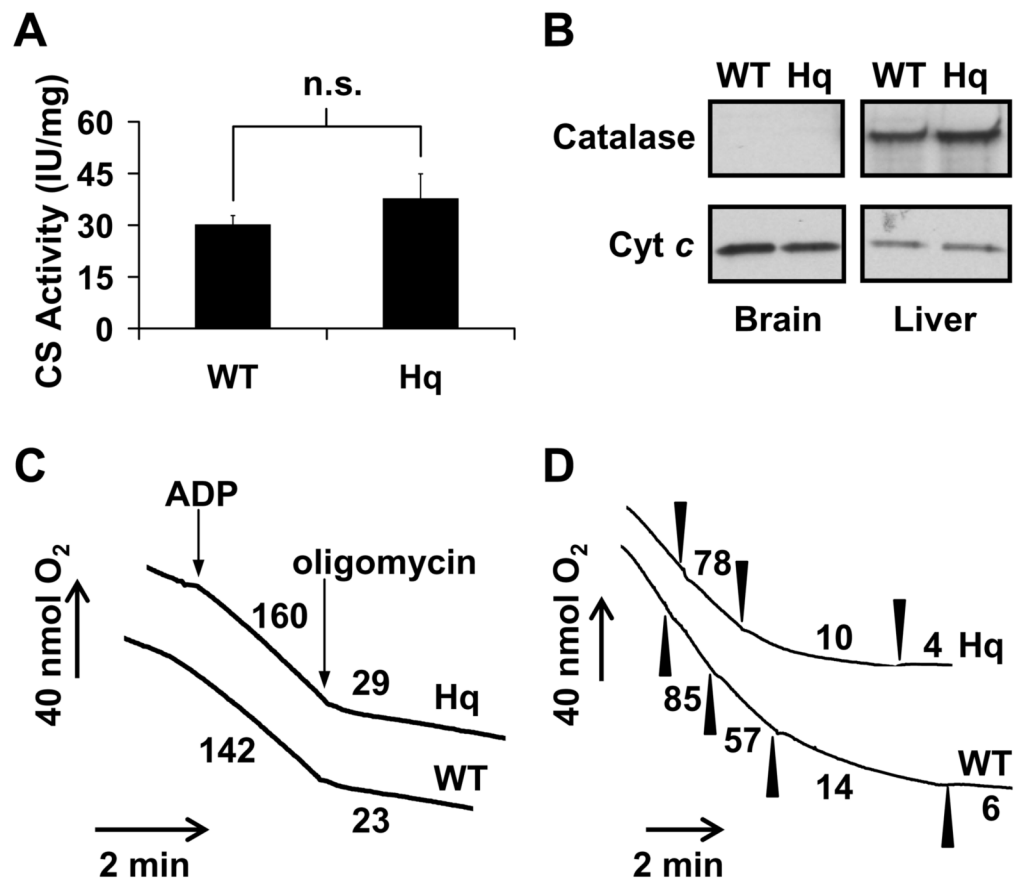 A
n.s.
CS Activity (IU/mg)
60
45
30
15
0
WT Hq
B
WT Hq WT Hq
Catalase
Cyt c
Brain Liver
C
ADP
oligomycin
40 nmol O₂
160
29
Hq
142
WT
23
2 min
D
40 nmol O₂
78
10
4
Hq
85
57
14
WT
6
2 min